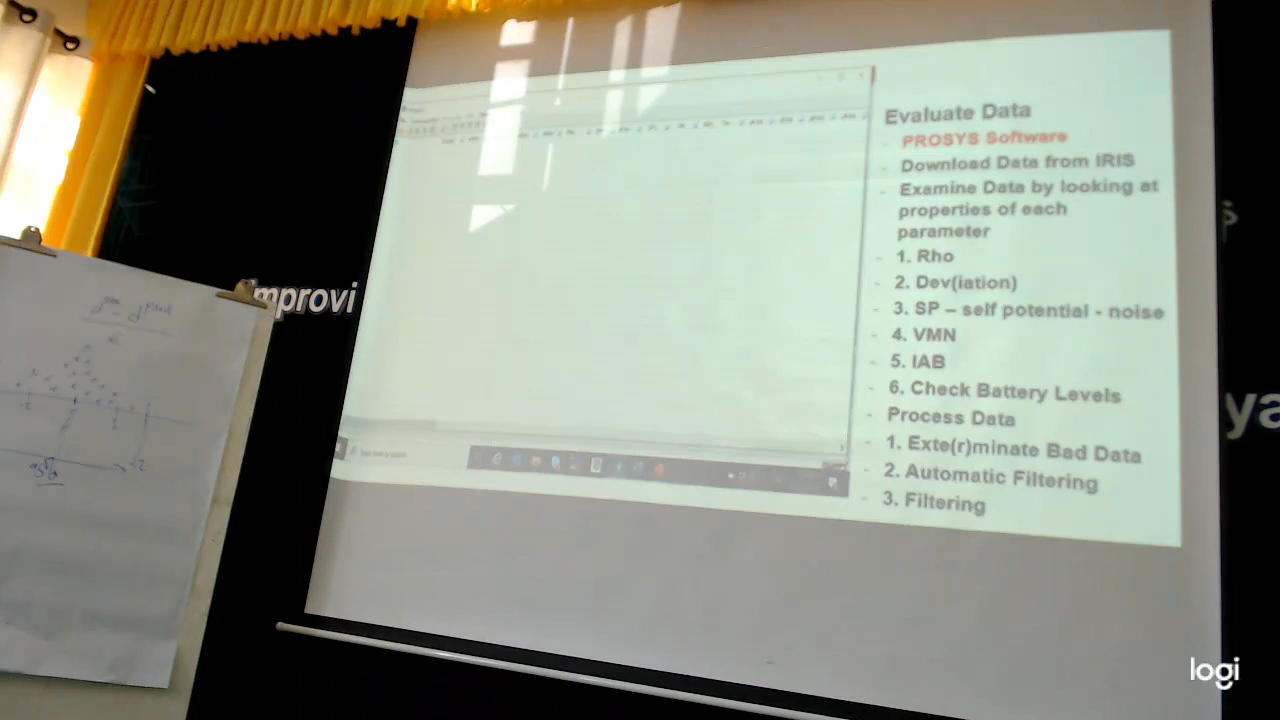 Evaluate Data
- PROSYS Software
- Download Data from IRIS
- Examine Data by looking at
properties of each
parameter
- 1. Rho
- 2. Dev(iation)
- 3. SP – self potential - noise
- 4. VMN
- 5. IAB
- 6. Check Battery Levels
- Process Data
- 1. Exte(r)minate Bad Data
- 2. Automatic Filtering
- 3. Filtering
Improvi
ya
logi